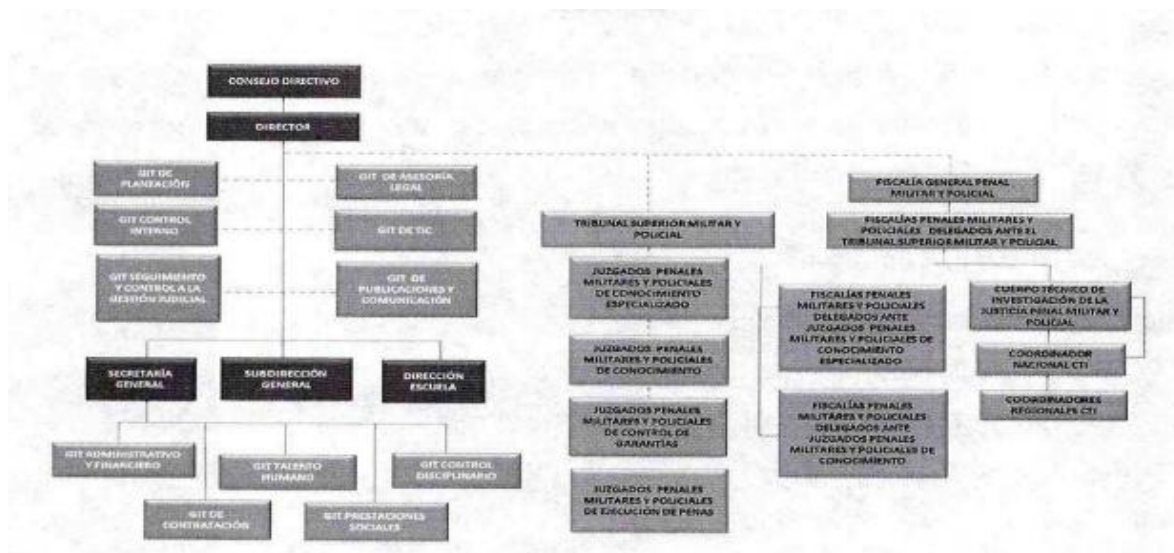 CONSEJO DIRECTIVO
DIRECTOR
GIT DE
PLANEACIÓN
GIT DE ASESORÍA
LEGAL
GIT CONTROL
INTERNO
GIT DE TIC
GIT SEGUIMIENTO
Y CONTROL A LA
GESTIÓN JUDICIAL
GIT DE
PUBLICACIONES Y
COMUNICACIÓN
SECRETARÍA
GENERAL
SUBDIRECCIÓN
GENERAL
DIRECCIÓN
ESCUELA
GIT ADMINISTRATIVO
Y FINANCIERO
GIT TALENTO
HUMANO
GIT CONTROL
DISCIPLINARIO
GIT DE
CONTRATACIÓN
GIT PRESTACIONES
SOCIALES
TRIBUNAL SUPERIOR MILITAR Y
POLICIAL
JUZGADOS PENALES
MILITARES Y POLICIALES
DE CONOCIMIENTO
ESPECIALIZADO
JUZGADOS PENALES
MILITARES Y POLICIALES
DE CONOCIMIENTO
JUZGADOS PENALES
MILITARES Y POLICIALES
DE CONTROL DE
GARANTÍAS
JUZGADOS PENALES
MILITARES Y POLICIALES
DE EJECUCIÓN DE PENAS
FISCALÍA GENERAL PENAL
MILITAR Y POLICIAL
FISCALÍAS PENALES MILITARES Y
POLICIALES DELEGADOS ANTE EL
TRIBUNAL SUPERIOR MILITAR Y POLICIAL
FISCALÍAS PENALES
MILITARES Y POLICIALES
DELEGADOS ANTE
JUZGADOS PENALES
MILITARES Y POLICIALES DE
CONOCIMIENTO
ESPECIALIZADO
FISCALÍAS PENALES
MILITARES Y POLICIALES
DELEGADOS ANTE
JUZGADOS PENALES
MILITARES Y POLICIALES DE
CONOCIMIENTO
CUERPO TÉCNICO DE
INVESTIGACIÓN DE LA
JUSTICIA PENAL MILITAR Y
POLICIAL
COORDINADOR
NACIONAL CTI
COORDINADORES
REGIONALES CTI